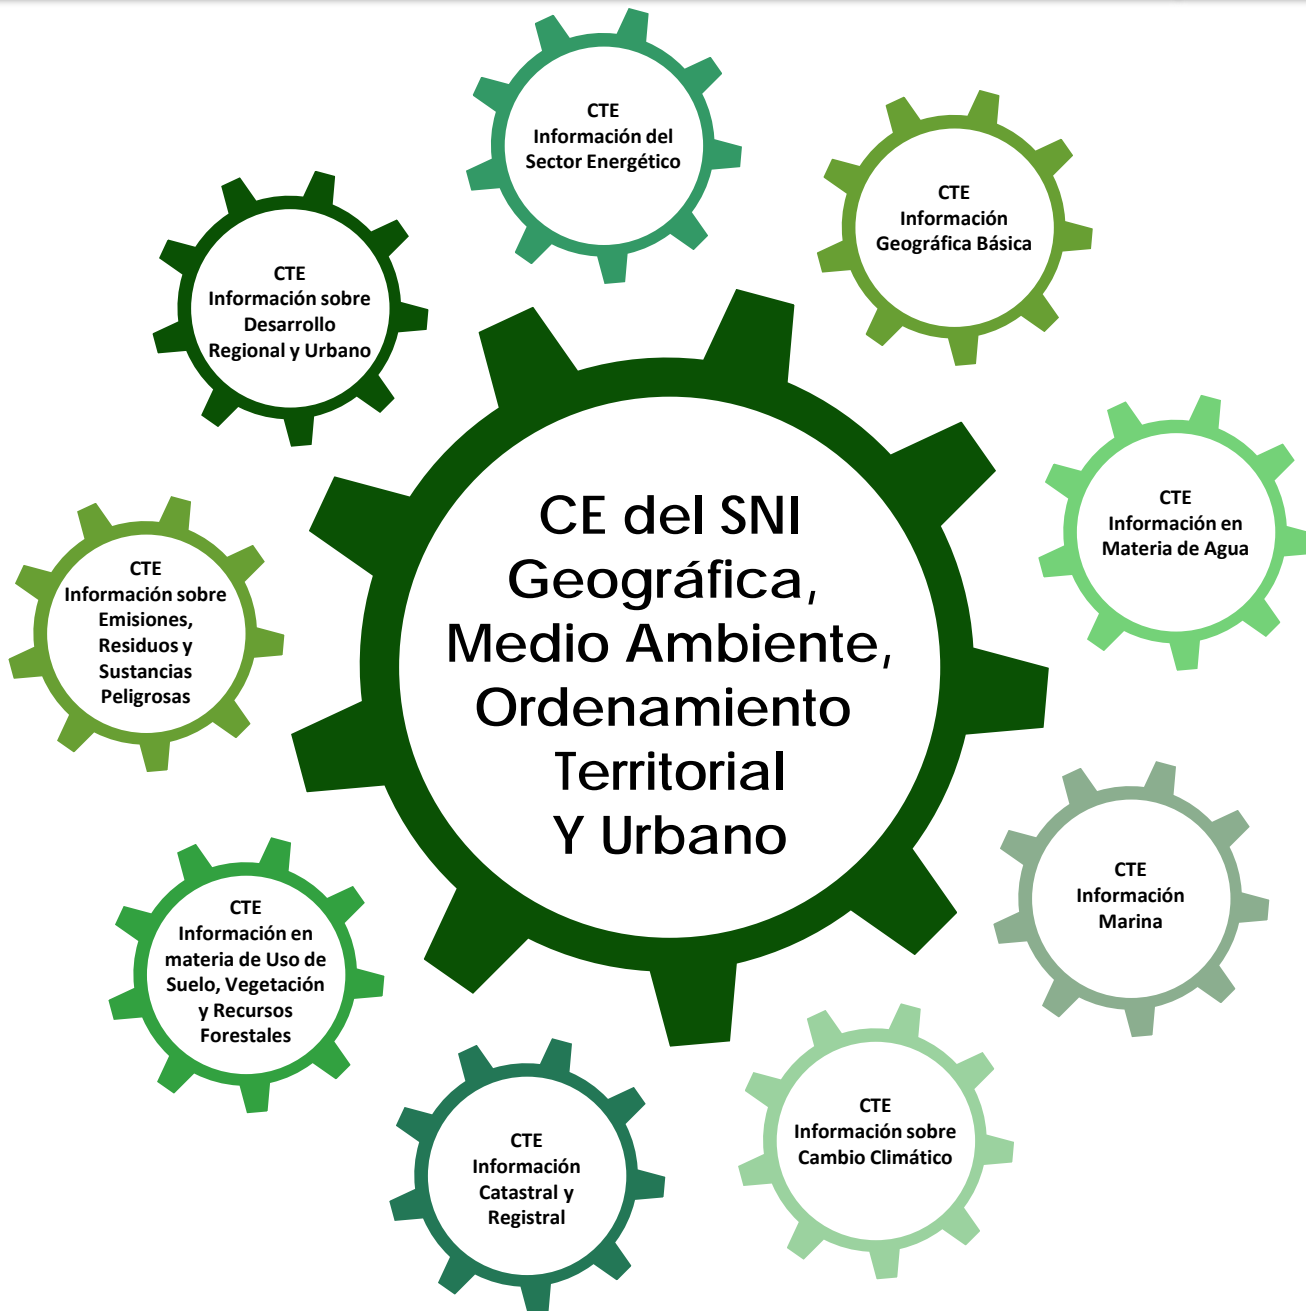 CTE
Información del
Sector Energético
CTE
Información
Geográfica Básica
CTE
Información sobre
Desarrollo
Regional y Urbano
CE del SNI
Geográfica,
Medio Ambiente,
Ordenamiento
Territorial
Y Urbano
CTE
Información en
Materia de Agua
CTE
Información sobre
Emisiones,
Residuos y
Sustancias
Peligrosas
CTE
Información
Marina
CTE
Información en
materia de Uso de
Suelo, Vegetación
y Recursos
Forestales
CTE
Información sobre
Cambio Climático
CTE
Información
Catastral y
Registral